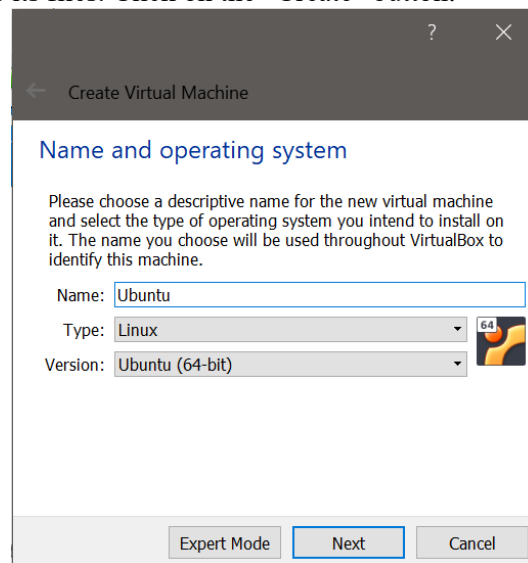 Create Virtual Machine
Name and operating system
Please choose a descriptive name for the new virtual machine
and select the type of operating system you intend to install on
it. The name you choose will be used throughout VirtualBox to
identify this machine.
Name: Ubuntu
Type: Linux
64
Version: Ubuntu (64-bit)
Expert Mode Next Cancel